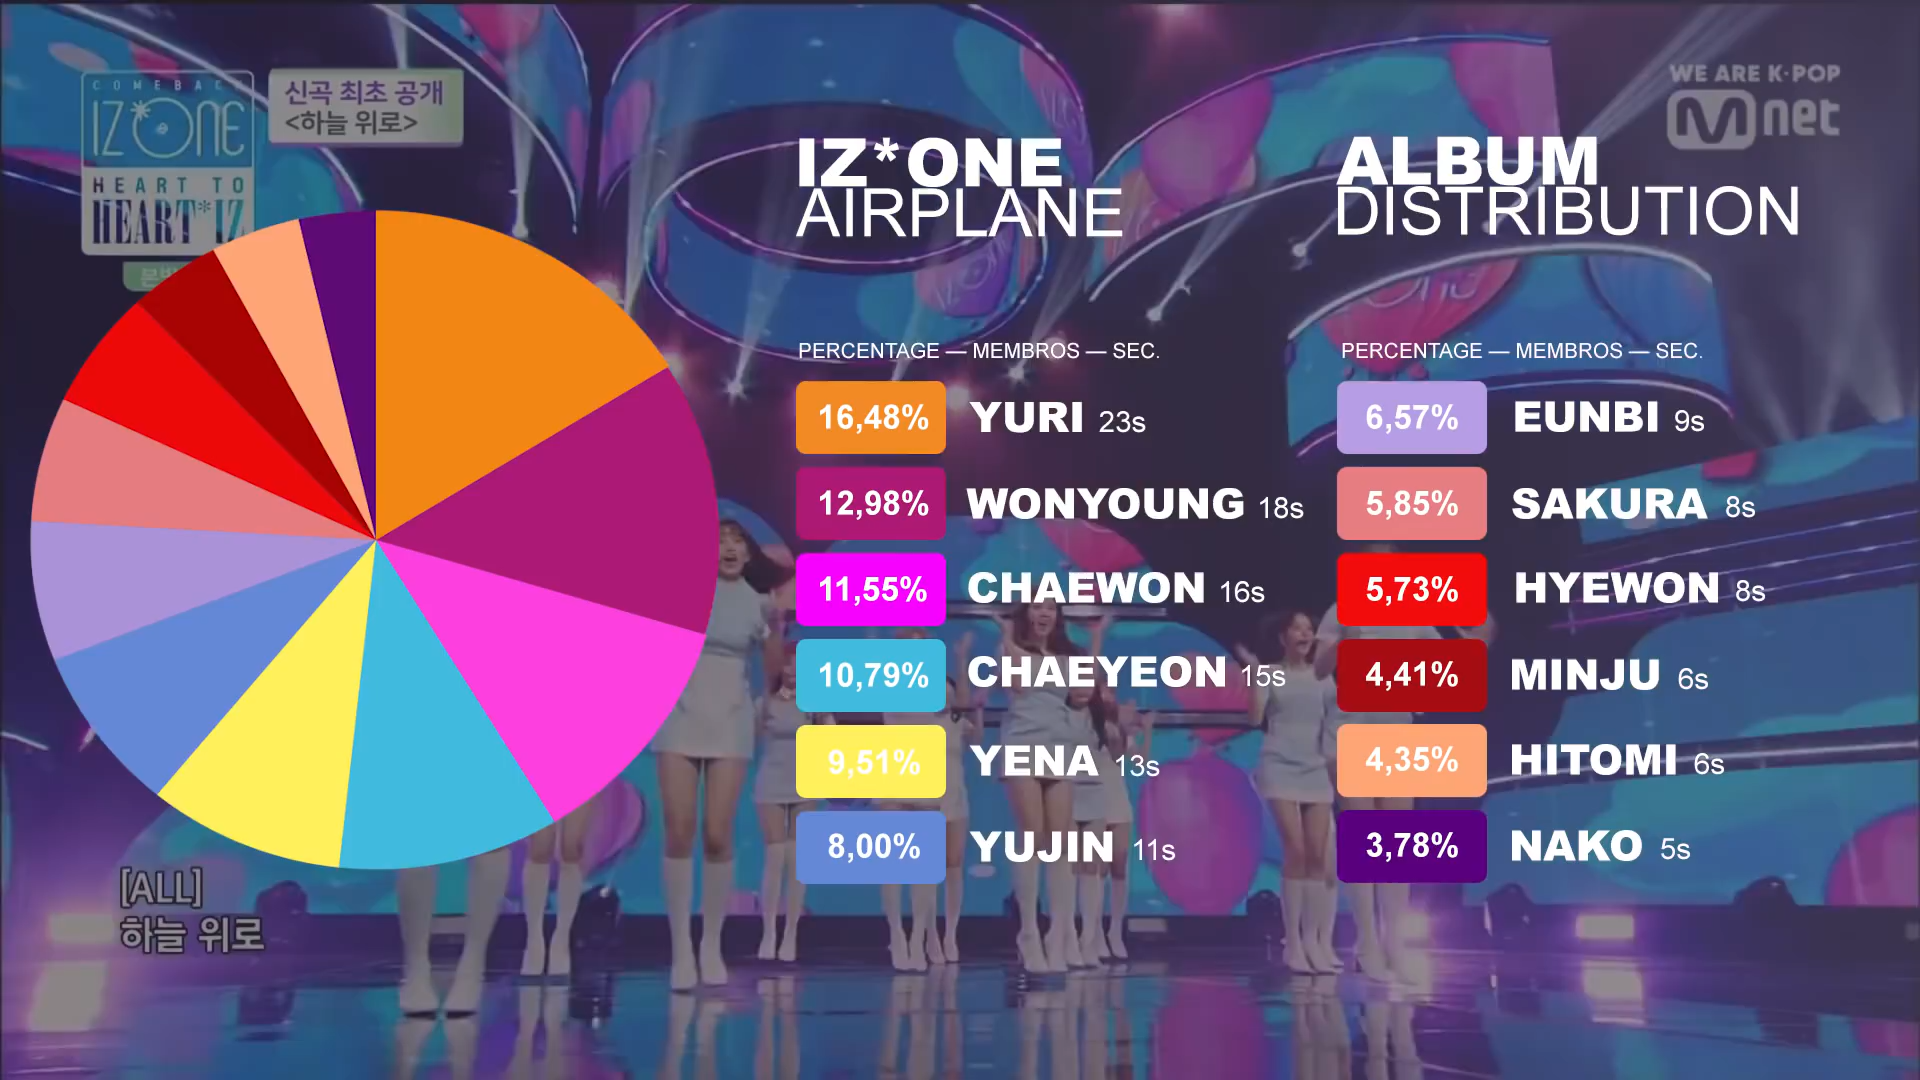 COMEBACK
IZ*ONE
HEART TO
HEART*IZ
신곡 최초 공개
<하늘 위로>
WE ARE K-POP
Mnet
IZ*ONE
AIRPLANE
ALBUM
DISTRIBUTION
PERCENTAGE — MEMBROS — SEC.
16,48% YURI 23s
12,98% WONYOUNG 18s
11,55% CHAEWON 16s
10,79% CHAEYEON 15s
9,51% YENA 13s
8,00% YUJIN 11s
PERCENTAGE — MEMBROS — SEC.
6,57% EUNBI 9s
5,85% SAKURA 8s
5,73% HYEWON 8s
4,41% MINJU 6s
4,35% HITOMI 6s
3,78% NAKO 5s
[ALL]
하늘 위로